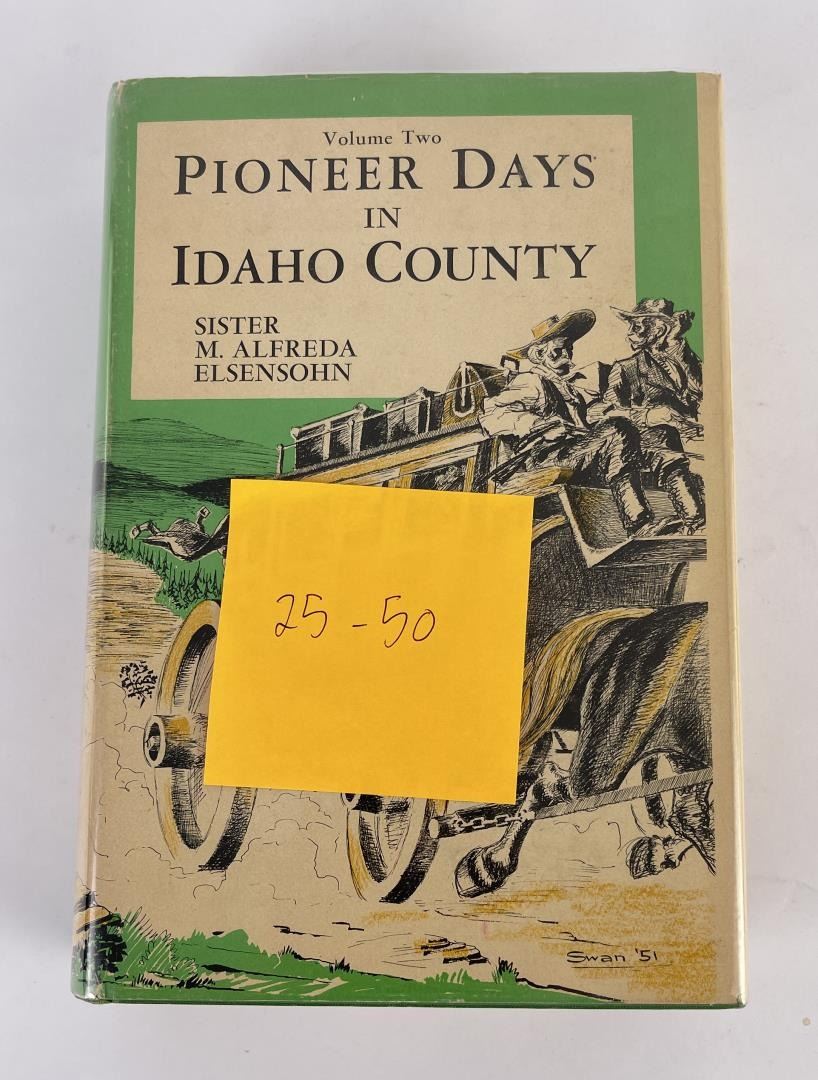 Volume Two
PIONEER DAYS
IN
IDAHO COUNTY
SISTER
M. ALFREDA
ELSENSOHN
25 - 50
Swan '51